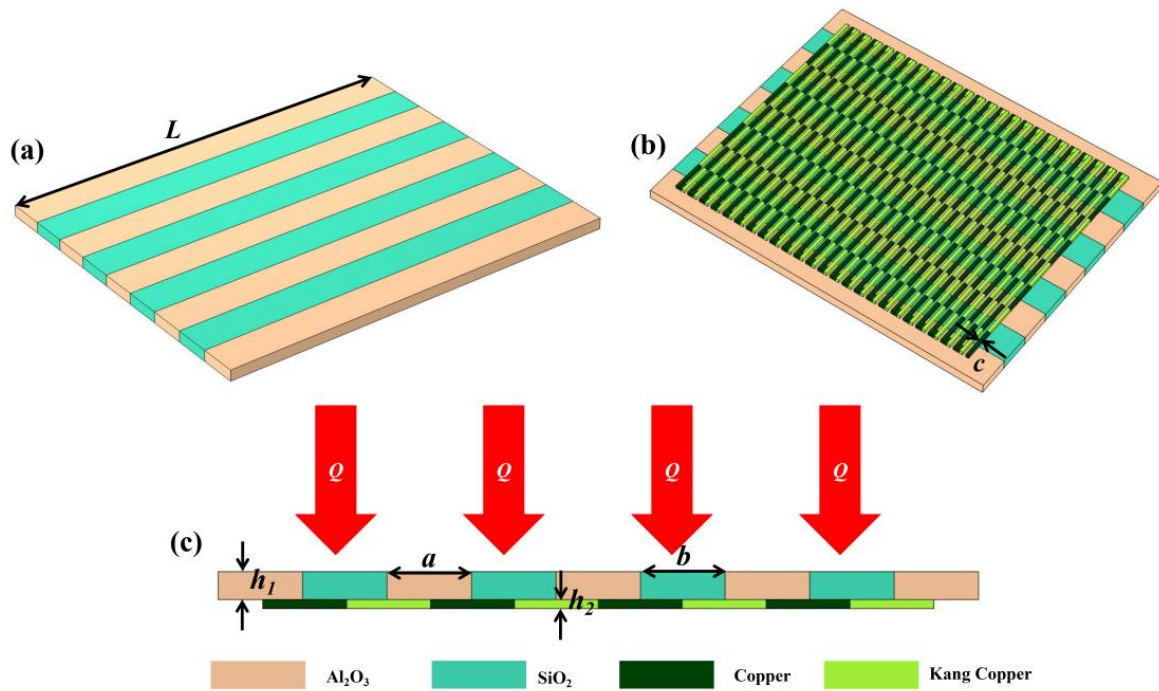 (a)
L
(b)
c
Q Q Q Q
(c)
h₁
a
b
h₂
Al₂O₃ SiO₂ Copper Kang Copper